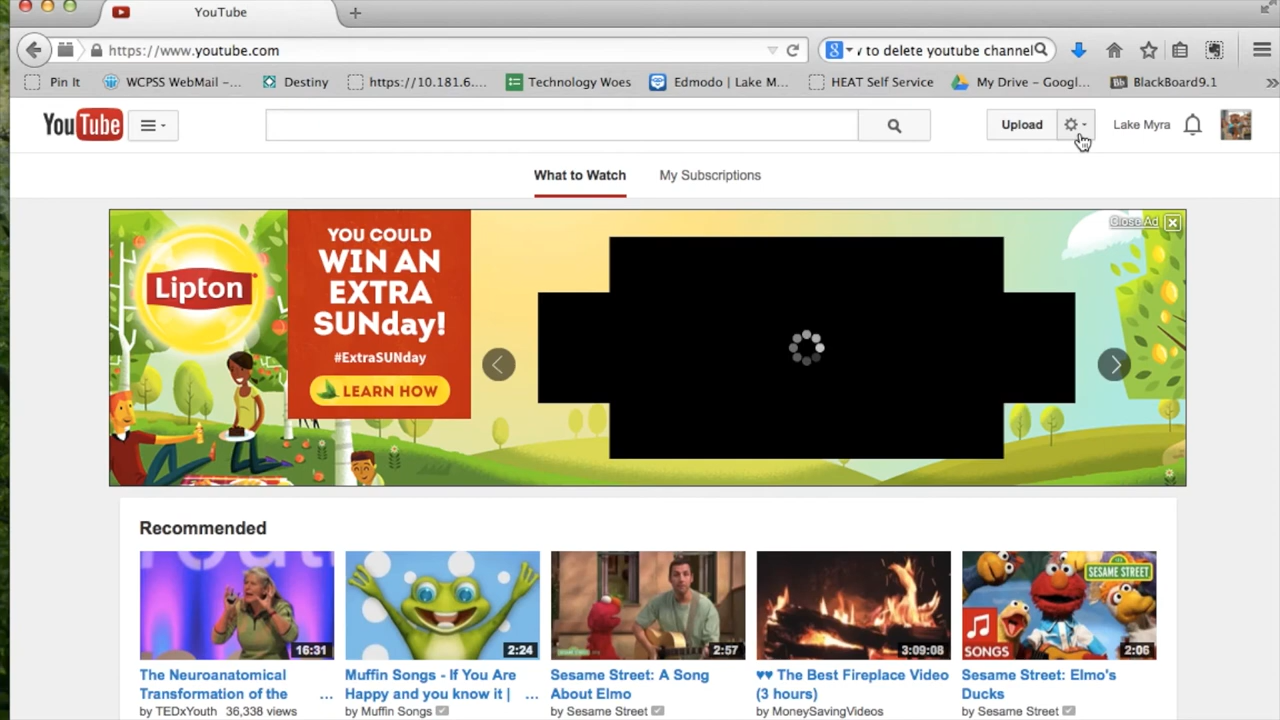 YouTube
https://www.youtube.com
v to delete youtube channel
Pin It
WCPSS WebMail –...
Destiny
https://10.181.6....
Technology Woes
Edmodo | Lake M...
HEAT Self Service
My Drive – Googl...
BlackBoard9.1
YouTube
Upload
Lake Myra
What to Watch
My Subscriptions
Close Ad
Lipton
YOU COULD
WIN AN
EXTRA
SUNday!
#ExtraSUNday
LEARN HOW
Recommended
16:31
2:24
2:57
3:09:08
SESAME STREET
SONGS
2:06
The Neuroanatomical
Transformation of the ...
by TEDxYouth 36,338 views
Muffin Songs - If You Are
Happy and you know it | ...
by Muffin Songs
Sesame Street: A Song
About Elmo
by Sesame Street
♥♥ The Best Fireplace Video
(3 hours)
by MoneySavingVideos
Sesame Street: Elmo's
Ducks
by Sesame Street